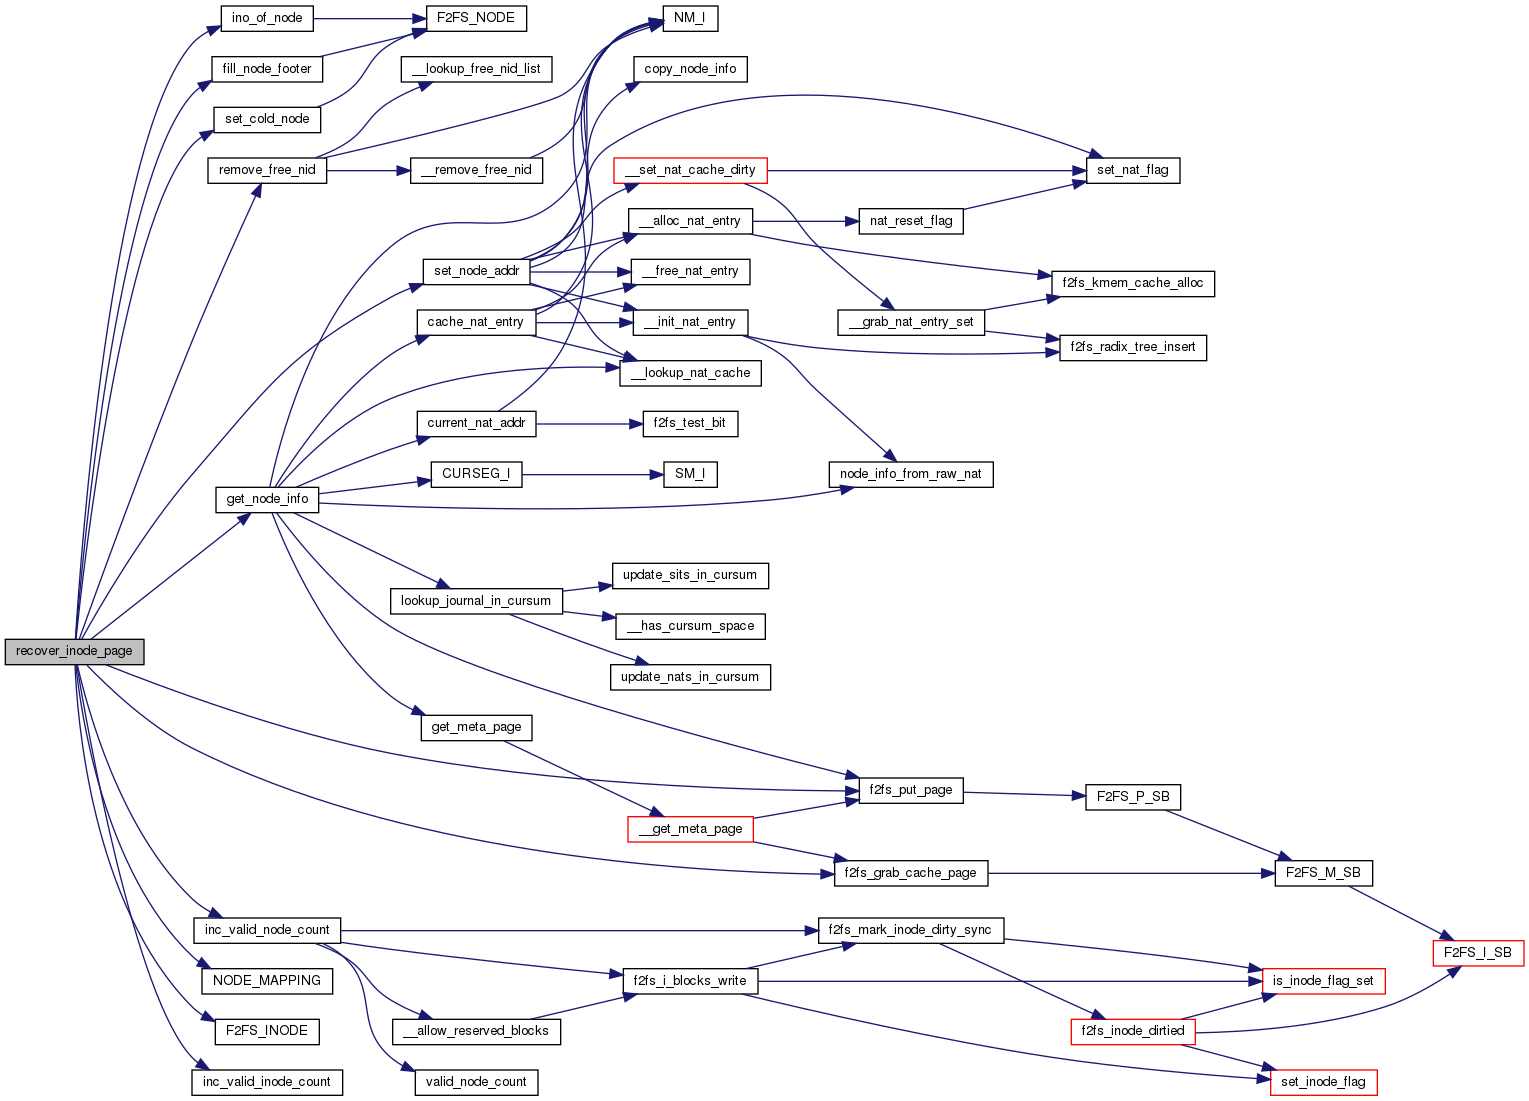 ino_of_node
F2FS_NODE
NM_I
fill_node_footer
__lookup_free_nid_list
copy_node_info
set_cold_node
remove_free_nid
__remove_free_nid
__set_nat_cache_dirty
set_nat_flag
__alloc_nat_entry
nat_reset_flag
set_node_addr
__free_nat_entry
f2fs_kmem_cache_alloc
cache_nat_entry
__init_nat_entry
__grab_nat_entry_set
f2fs_radix_tree_insert
__lookup_nat_cache
current_nat_addr
f2fs_test_bit
CURSEG_I
SM_I
node_info_from_raw_nat
get_node_info
update_sits_in_cursum
lookup_journal_in_cursum
__has_cursum_space
recover_inode_page
update_nats_in_cursum
get_meta_page
f2fs_put_page
F2FS_P_SB
__get_meta_page
f2fs_grab_cache_page
F2FS_M_SB
inc_valid_node_count
f2fs_mark_inode_dirty_sync
F2FS_I_SB
NODE_MAPPING
f2fs_i_blocks_write
is_inode_flag_set
F2FS_INODE
__allow_reserved_blocks
f2fs_inode_dirtied
inc_valid_inode_count
valid_node_count
set_inode_flag